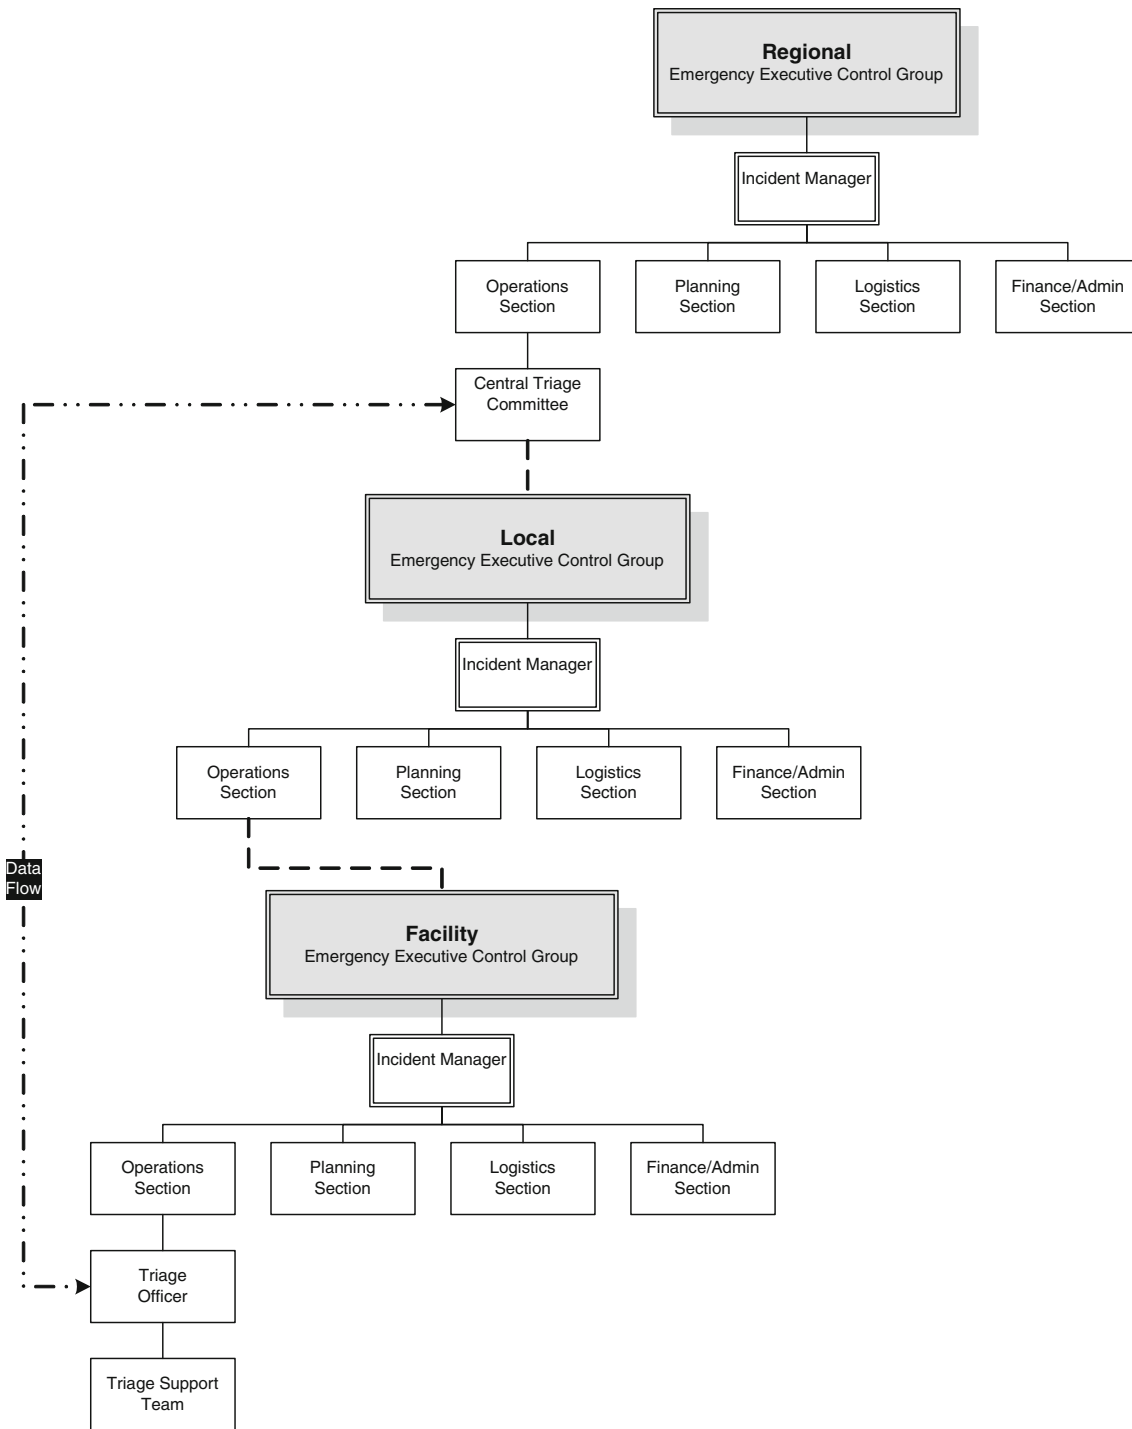 Regional
Emergency Executive Control Group
Incident Manager
Operations
Section
Planning
Section
Logistics
Section
Finance/Admin
Section
Central Triage
Committee
Local
Emergency Executive Control Group
Incident Manager
Operations
Section
Planning
Section
Logistics
Section
Finance/Admin
Section
Data
Flow
Facility
Emergency Executive Control Group
Incident Manager
Operations
Section
Planning
Section
Logistics
Section
Finance/Admin
Section
Triage
Officer
Triage Support
Team